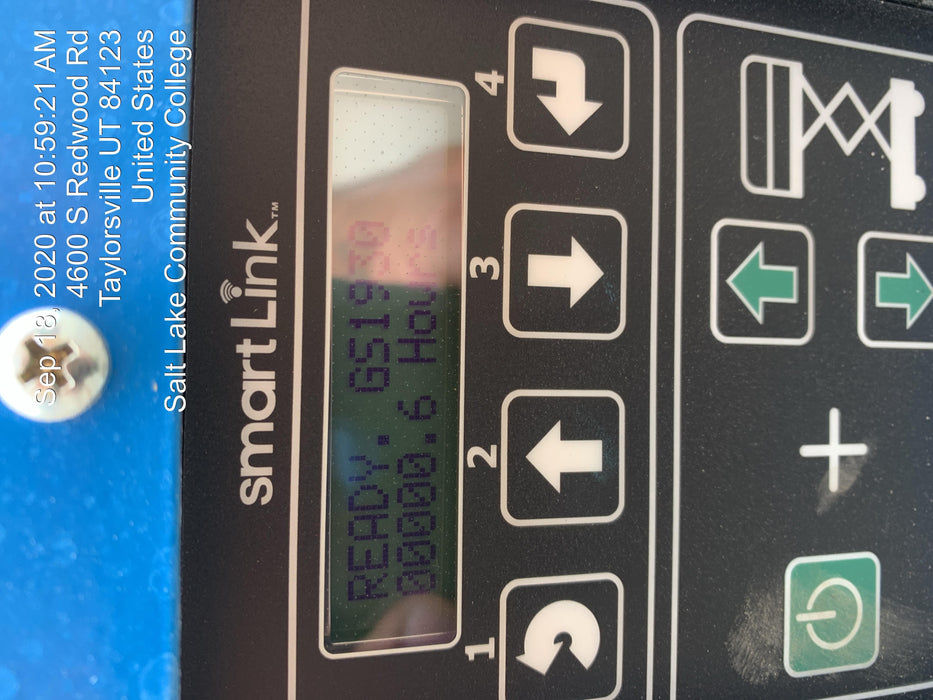 Sep 18, 2020 at 10:59:21 AM
4600 S Redwood Rd
Taylorsville UT 84123
United States
Salt Lake Community College
smartLink™
READY. GS1930
00000.6 Hours
1 2 3 4